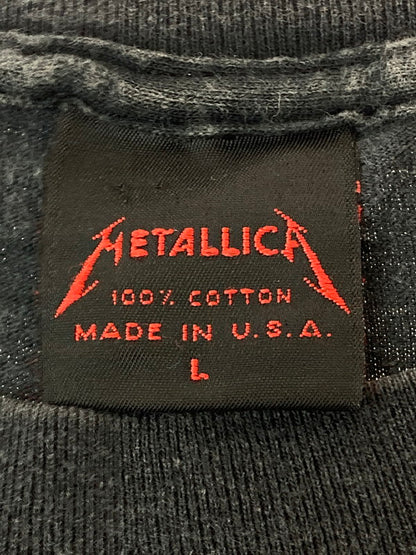 METALLICA
100% COTTON
MADE IN U.S.A.
L